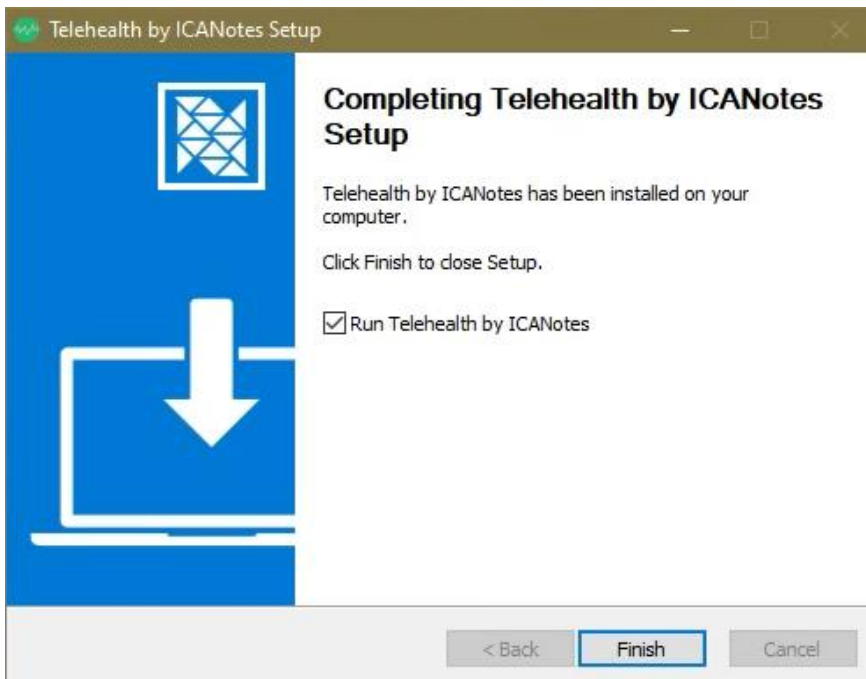 Telehealth by ICANotes Setup
Completing Telehealth by ICANotes
Setup
Telehealth by ICANotes has been installed on your
computer.
Click Finish to close Setup.
Run Telehealth by ICANotes
< Back Finish Cancel